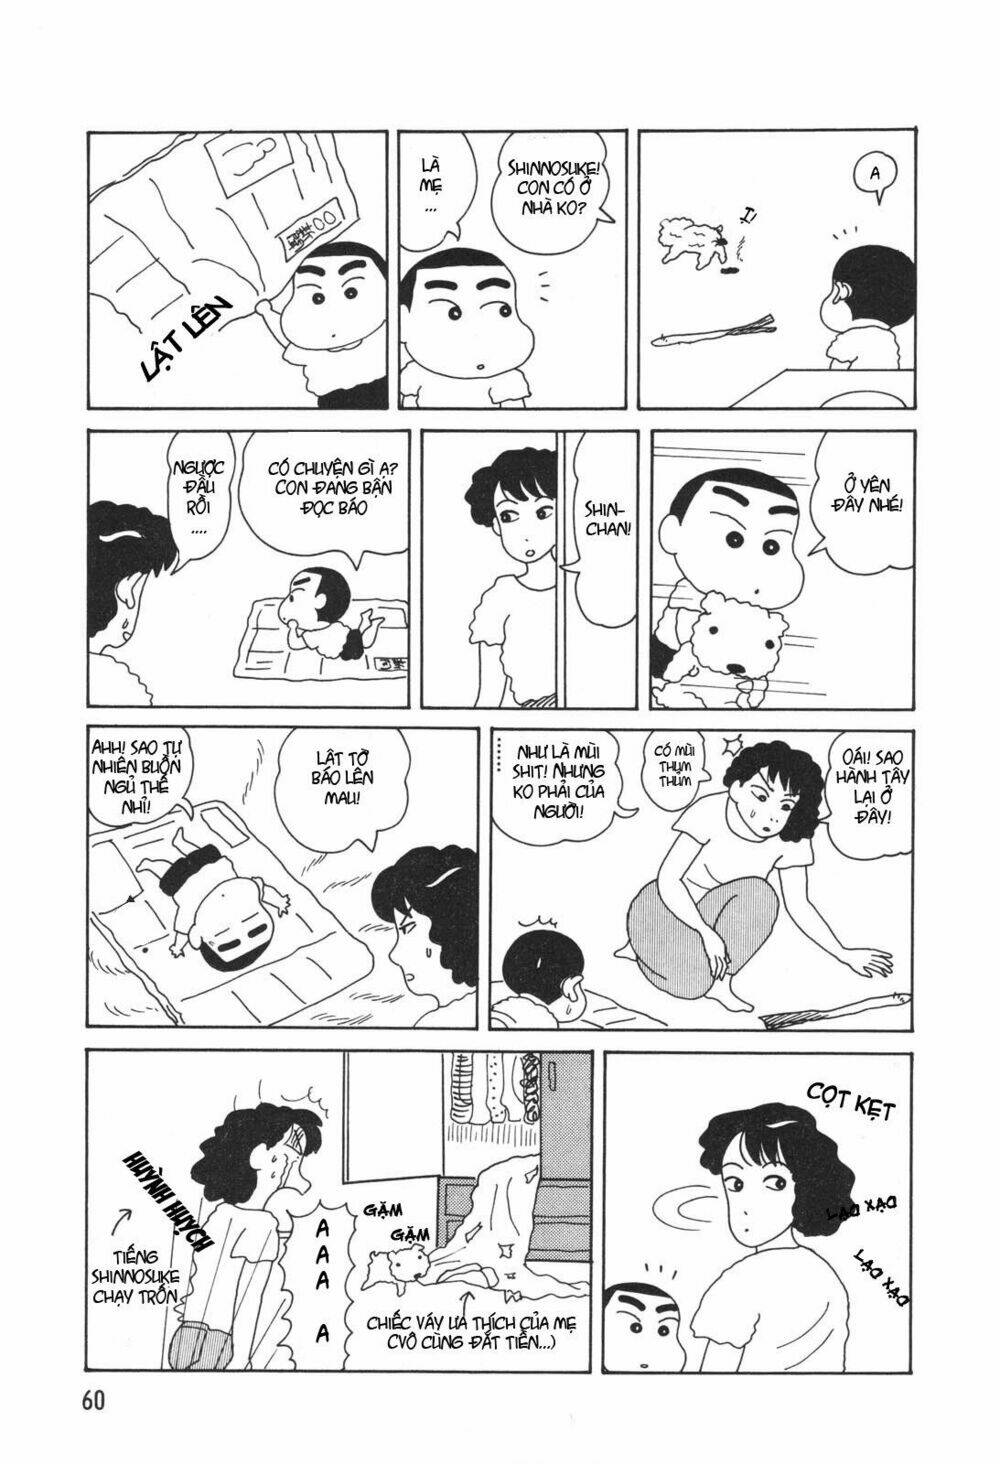 A
Ị!
SHINNOSUKE!
CON CÓ Ở
NHÀ KO?
LÀ
MẸ
...
LẬT LÊN
Ở YÊN
ĐÂY NHÉ!
SHIN-
CHAN!
CÓ CHUYỆN GÌ Ạ?
CON ĐANG BẬN
ĐỌC BÁO
NGƯỢC
ĐẦU
RỒI
....
OÁI! SAO
HÀNH TÂY
LẠI Ở
ĐÂY!
CÓ MÙI
THUM
THUM
NHƯ LÀ MÙI
SHIT! NHƯNG
KO PHẢI CỦA
NGƯỜI!
......
LẬT TỜ
BÁO LÊN
MAU!
AHH! SAO TỰ
NHIÊN BUỒN
NGỦ THẾ
NHỈ!
CỌT KẸT
LẠO XẠO
LẠO XẠO
GẶM
GẶM
A
A
A
A
CHIẾC VÁY ƯA THÍCH CỦA MẸ
CVÔ CÙNG ĐẮT TIỀN...)
HUỲNH HUỴCH
TIẾNG
SHINNOSUKE
CHẠY TRỐN
60